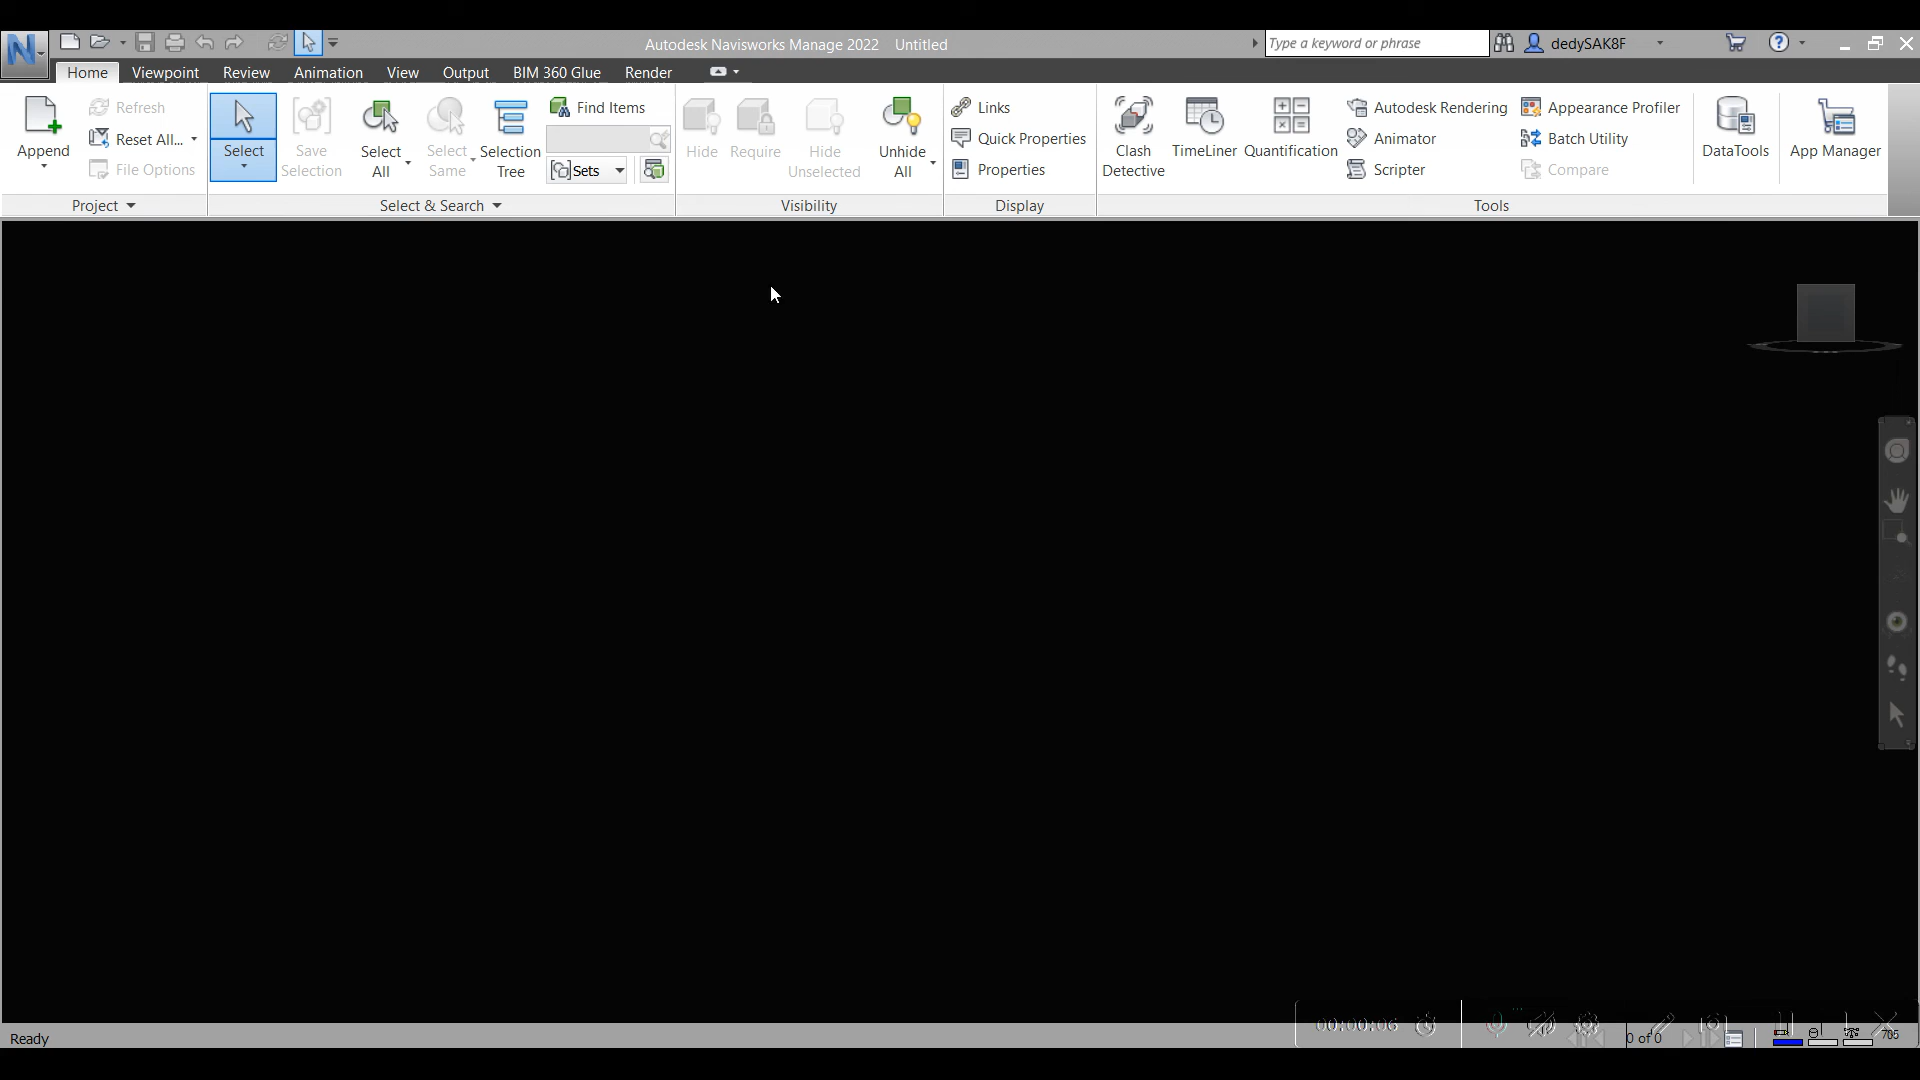 Autodesk Navisworks Manage 2022 Untitled
Type a keyword or phrase
dedySAK8F
Home Viewpoint Review Animation View Output BIM 360 Glue Render
Append
Refresh
Reset All...
File Options
Project
Select
Save
Selection
Select
All
Select
Same
Selection
Tree
Find Items
Sets
Select & Search
Hide
Require
Hide
Unselected
Unhide
All
Visibility
Links
Quick Properties
Properties
Display
Clash
Detective
TimeLiner
Quantification
Autodesk Rendering
Animator
Scripter
Appearance Profiler
Batch Utility
Compare
DataTools
App Manager
Tools
Ready
00:00:06
0 of 0
705